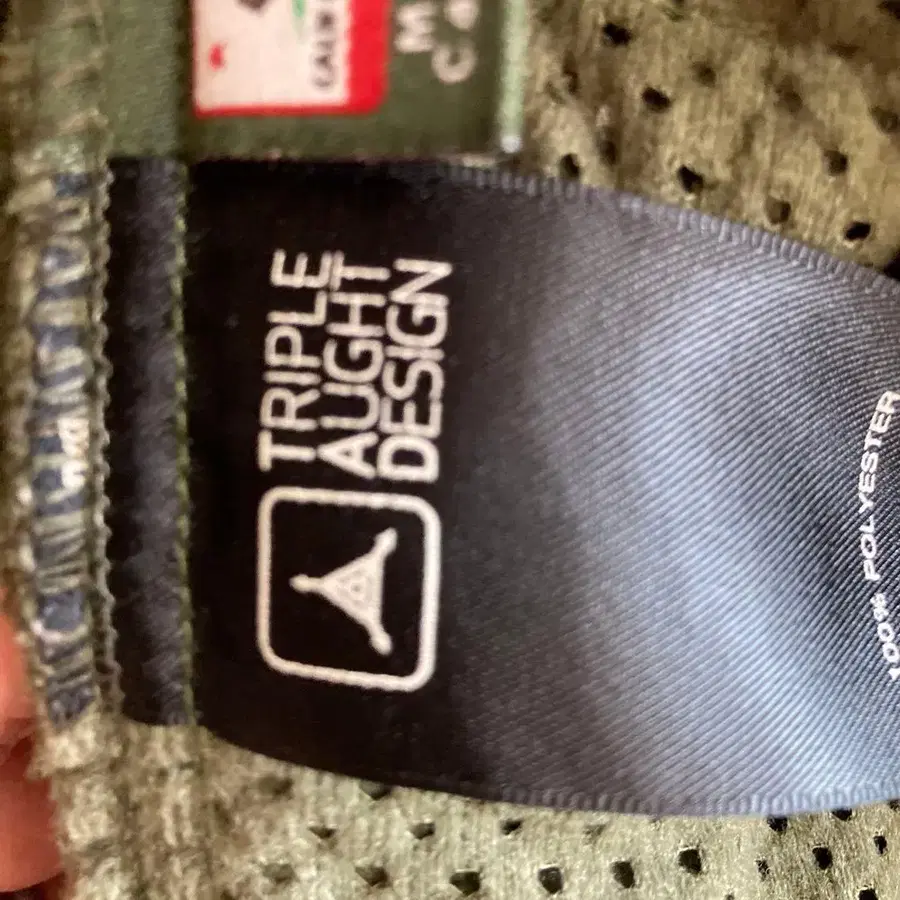 TRIPLE
AUGHT
DESIGN
100% POLYESTER